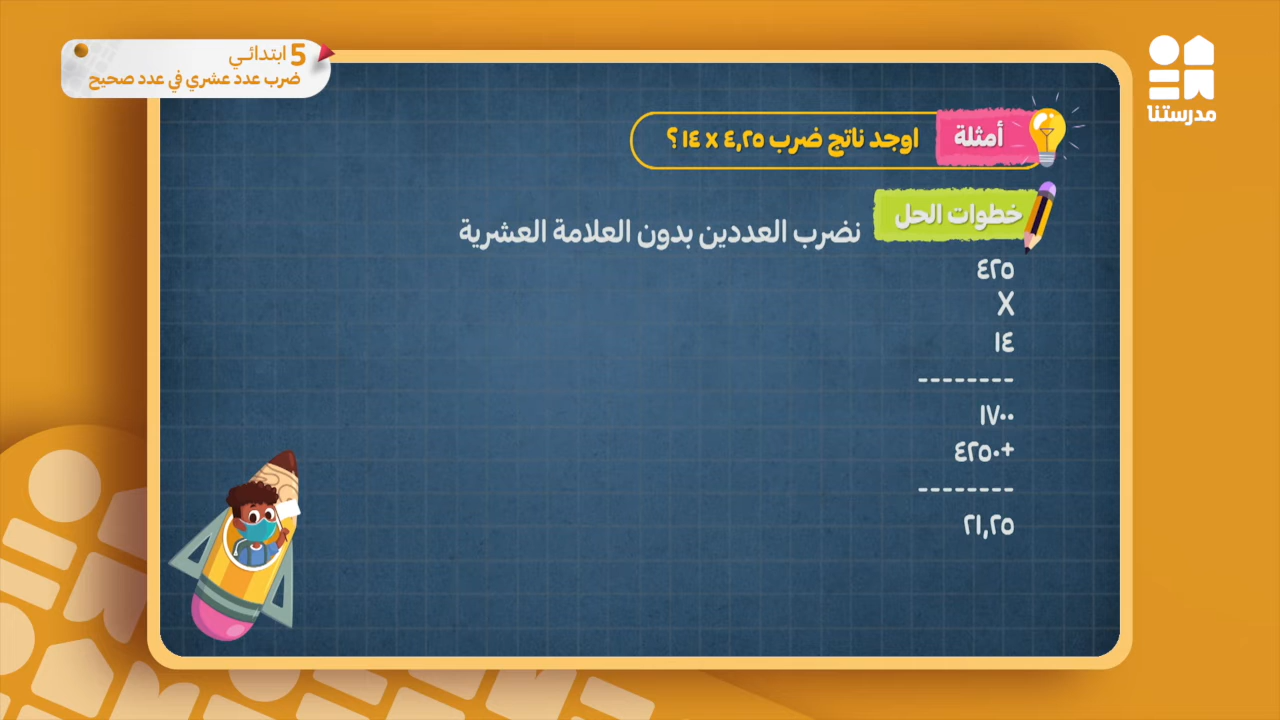 5 ابتدائي
ضرب عدد عشري في عدد صحيح
مدرستنا
أمثلة
اوجد ناتج ضرب ٤,٢٥ x ١٤ ؟
خطوات الحل
نضرب العددين بدون العلامة العشرية
٤٢٥
X
١٤
--------
١٧٠٠
٤٢٥٠+
--------
٢١,٢٥